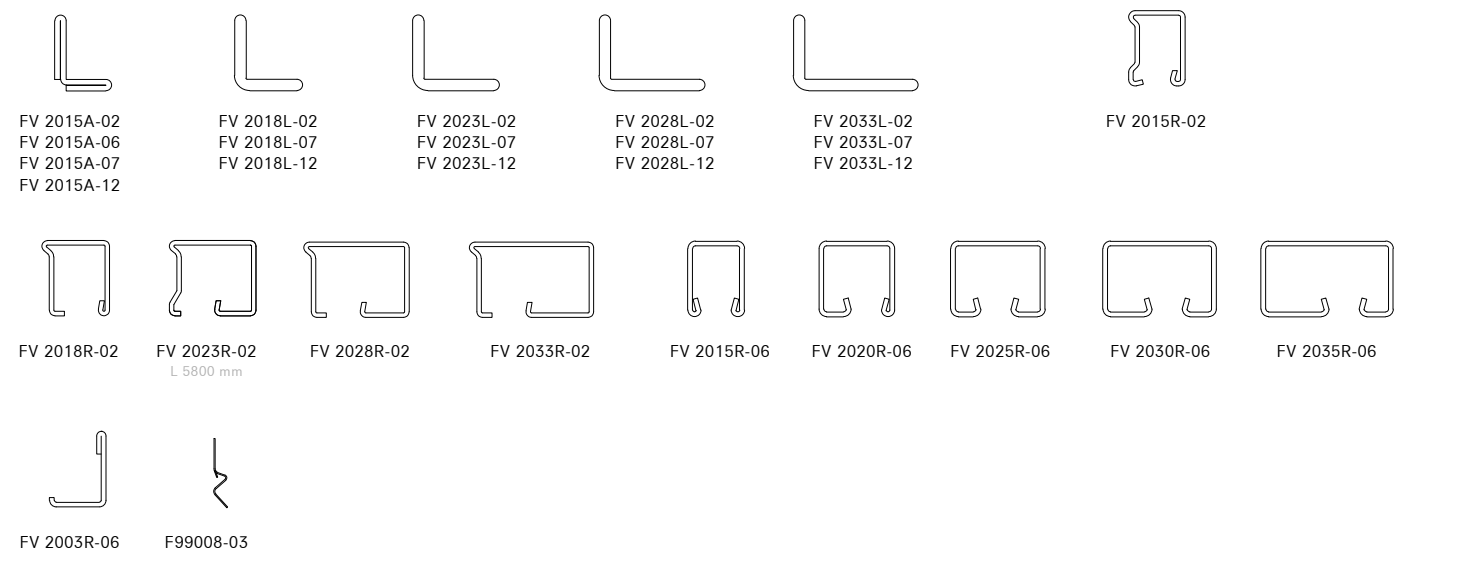 FV 2015A-02
FV 2015A-06
FV 2015A-07
FV 2015A-12
FV 2018L-02
FV 2018L-07
FV 2018L-12
FV 2023L-02
FV 2023L-07
FV 2023L-12
FV 2028L-02
FV 2028L-07
FV 2028L-12
FV 2033L-02
FV 2033L-07
FV 2033L-12
FV 2015R-02
FV 2018R-02
FV 2023R-02
L 5800 mm
FV 2028R-02
FV 2033R-02
FV 2015R-06
FV 2020R-06
FV 2025R-06
FV 2030R-06
FV 2035R-06
FV 2003R-06
F99008-03